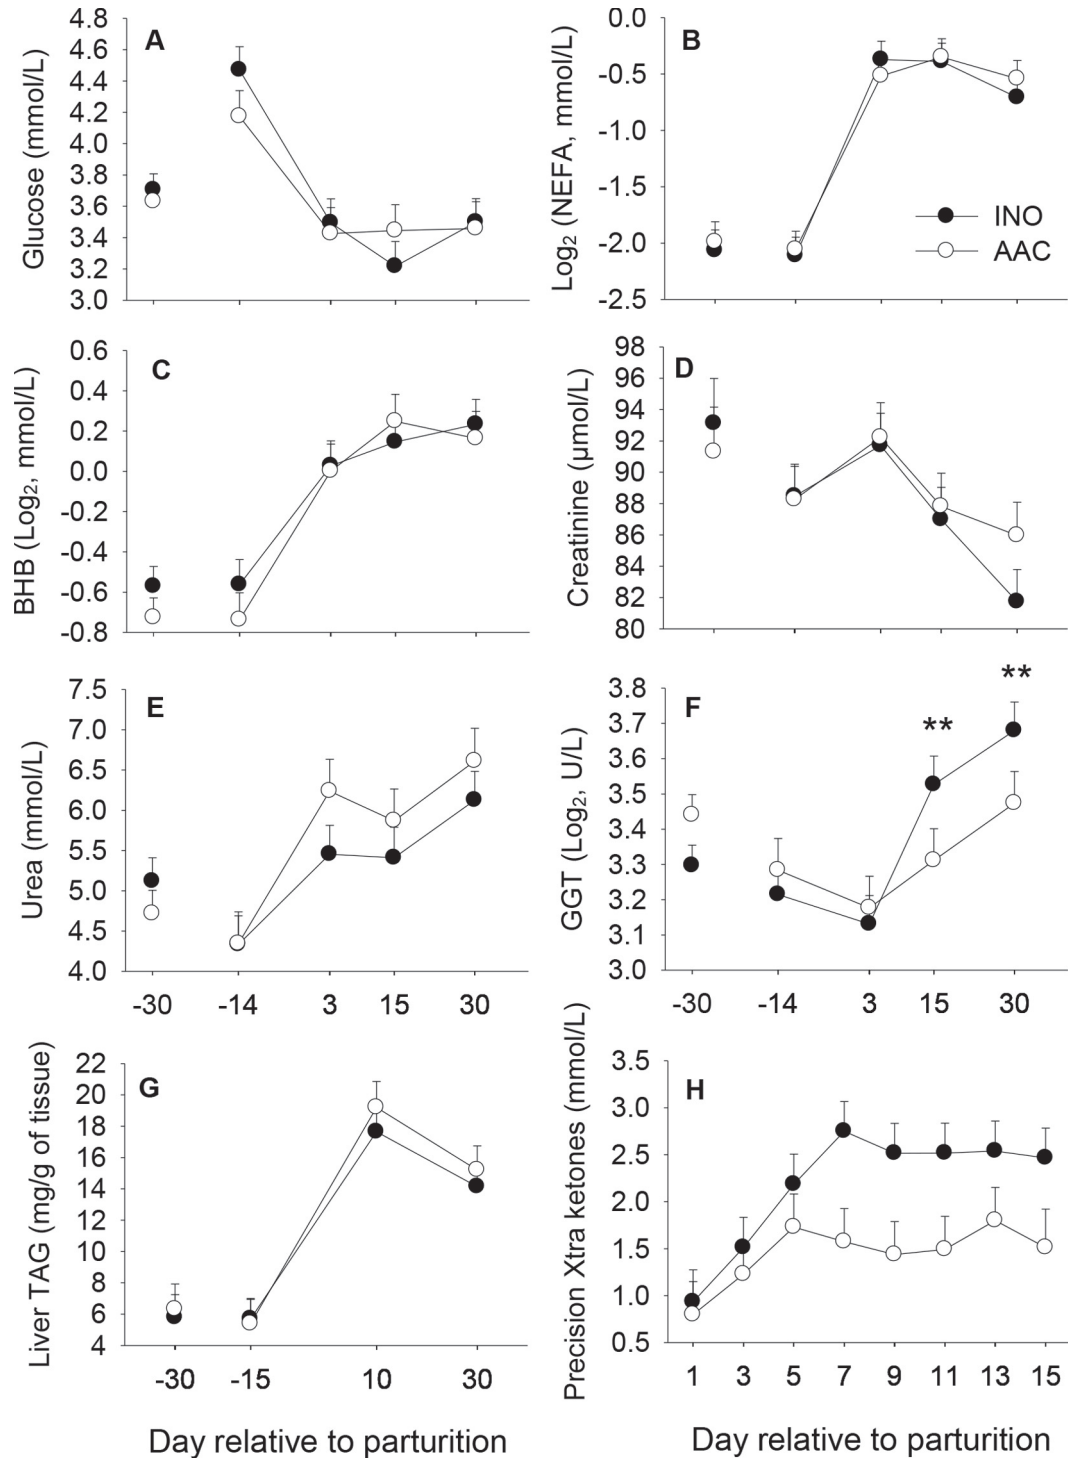 A
Glucose (mmol/L)
4.8
4.6
4.4
4.2
4.0
3.8
3.6
3.4
3.2
3.0
B
Log2 (NEFA, mmol/L)
0.0
-0.5
-1.0
-1.5
-2.0
-2.5
INO
AAC
C
BHB (Log2, mmol/L)
0.6
0.4
0.2
0.0
-0.2
-0.4
-0.6
-0.8
D
Creatinine (µmol/L)
98
96
94
92
90
88
86
84
82
80
E
Urea (mmol/L)
7.5
7.0
6.5
6.0
5.5
5.0
4.5
4.0
-30 -14 3 15 30
F
GGT (Log2, U/L)
3.8
3.7
3.6
3.5
3.4
3.3
3.2
3.1
3.0
**
**
-30 -14 3 15 30
G
Liver TAG (mg/g of tissue)
22
20
18
16
14
12
10
8
6
4
-30 -15 10 30
Day relative to parturition
H
Precision Xtra ketones (mmol/L)
3.5
3.0
2.5
2.0
1.5
1.0
0.5
1 3 5 7 9 11 13 15
Day relative to parturition